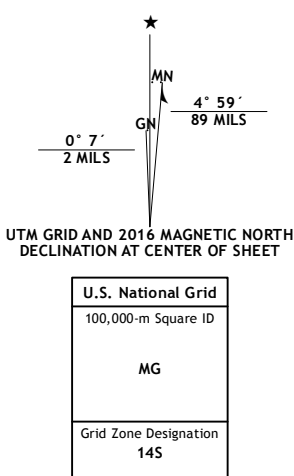 ★
MN
GN
4° 59´
89 MILS
0° 7´
2 MILS
UTM GRID AND 2016 MAGNETIC NORTH
DECLINATION AT CENTER OF SHEET
U.S. National Grid
100,000-m Square ID
MG
Grid Zone Designation
14S